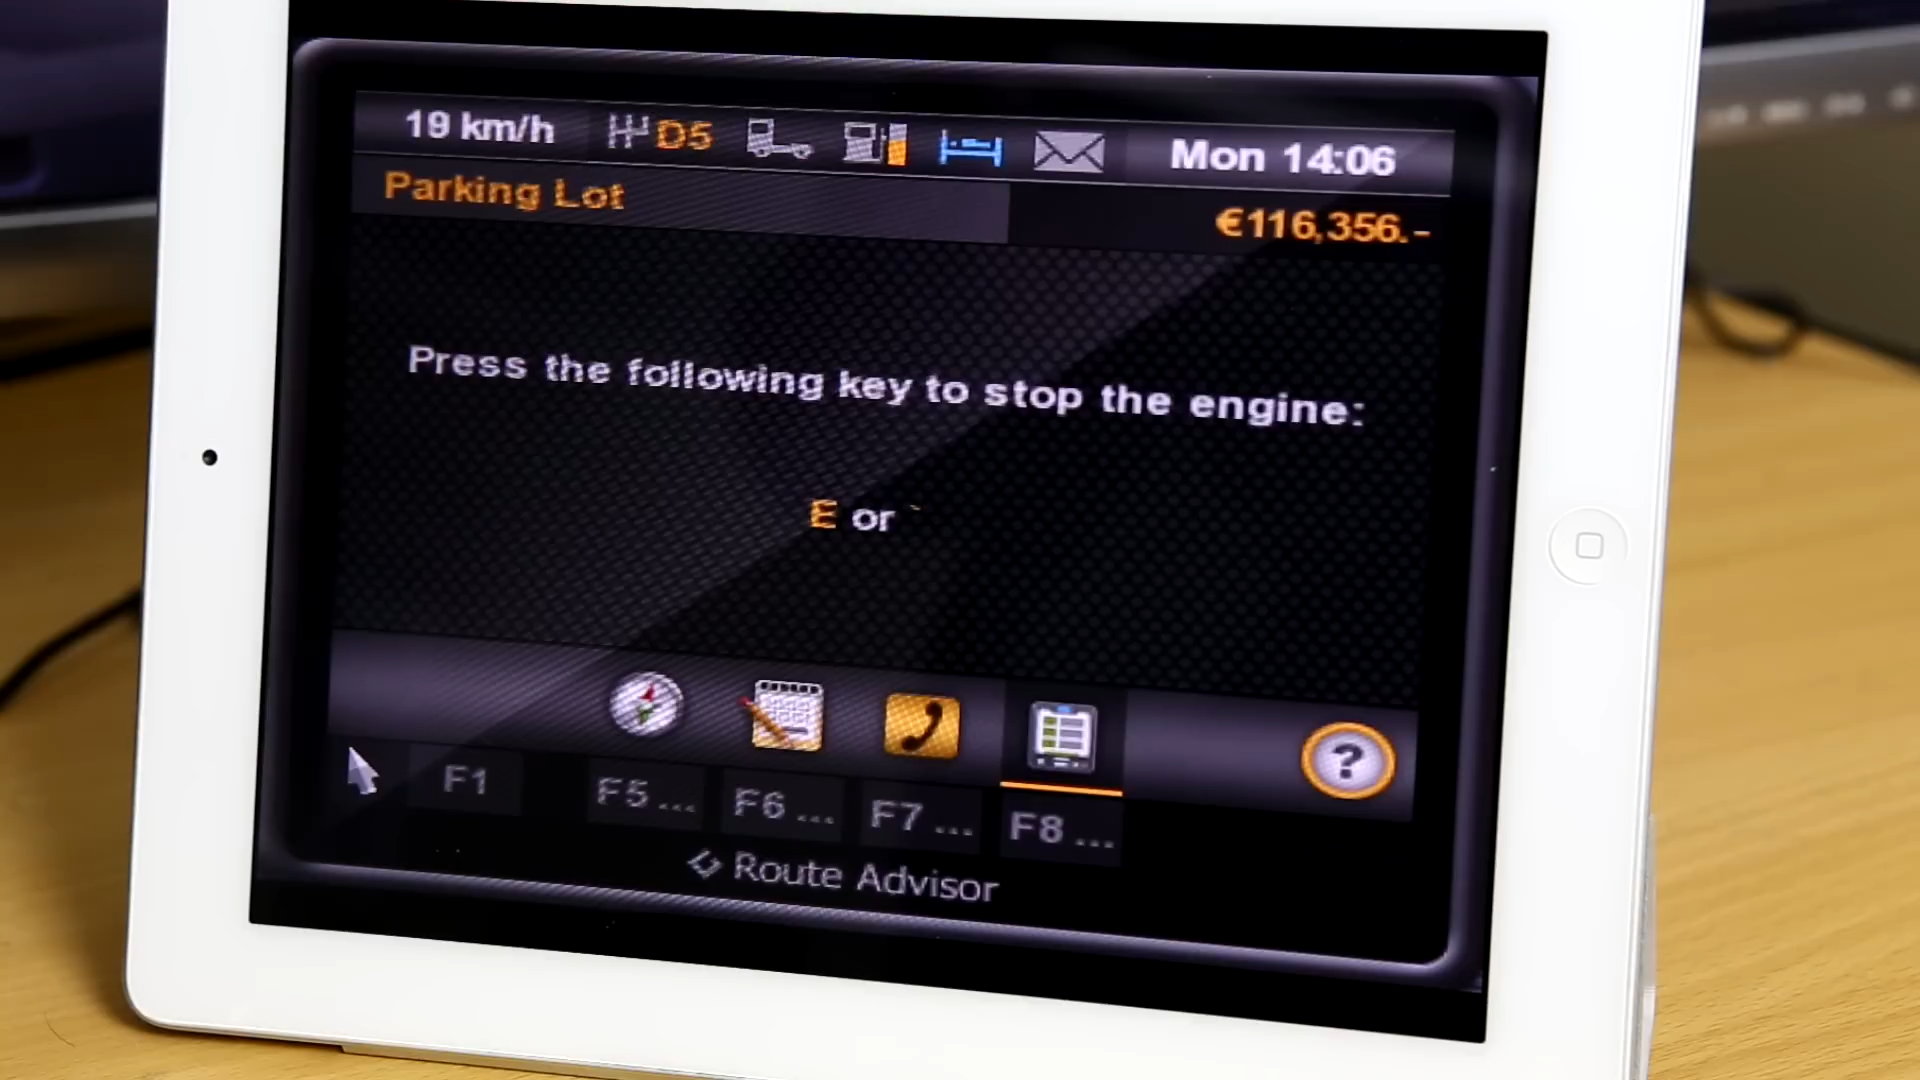 19 km/h D5 Mon 14:06
Parking Lot €116,356.-
Press the following key to stop the engine:
E or `
?
F1 F5 ... F6 ... F7 ... F8 ...
Route Advisor